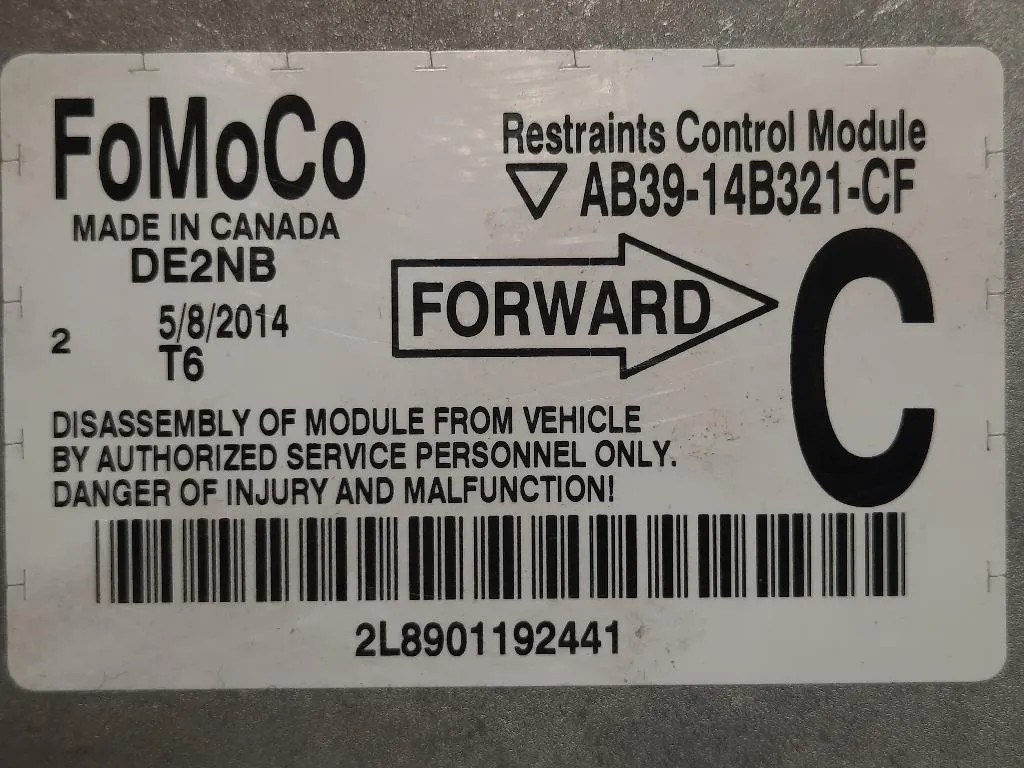 FoMoCo
MADE IN CANADA
DE2NB
5/8/2014
2
T6
Restraints Control Module
AB39-14B321-CF
FORWARD
C
DISASSEMBLY OF MODULE FROM VEHICLE
BY AUTHORIZED SERVICE PERSONNEL ONLY.
DANGER OF INJURY AND MALFUNCTION!
2L8901192441